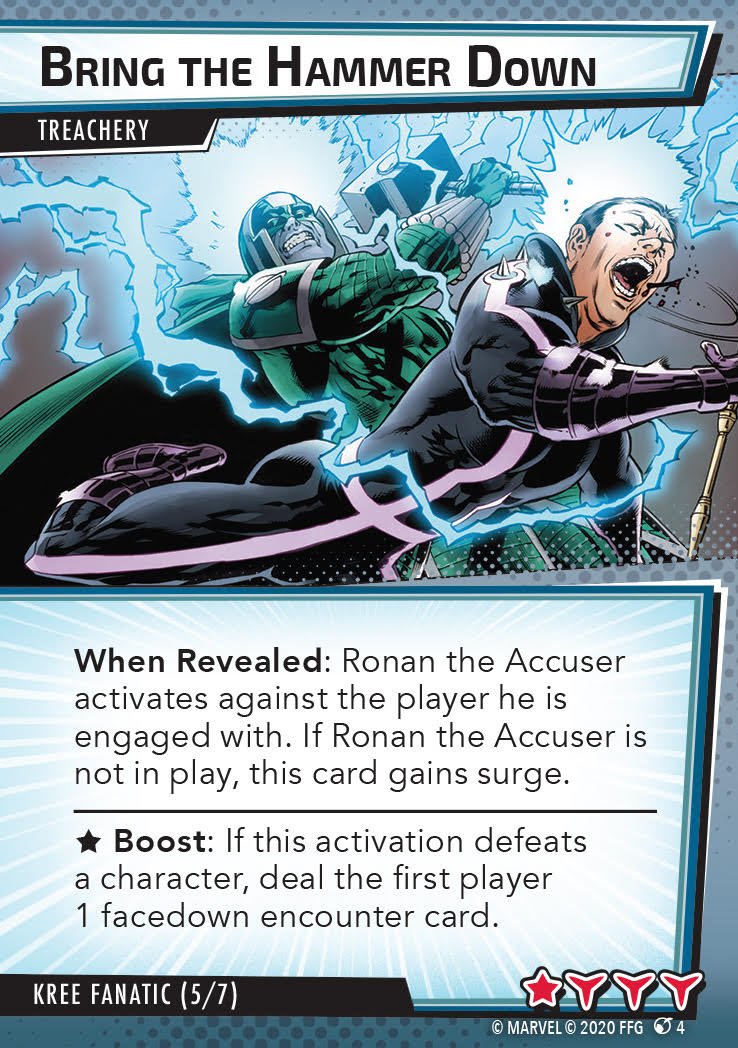 BRING THE HAMMER DOWN
TREACHERY
When Revealed: Ronan the Accuser
activates against the player he is
engaged with. If Ronan the Accuser is
not in play, this card gains surge.
★ Boost: If this activation defeats
a character, deal the first player
1 facedown encounter card.
KREE FANATIC (5/7)
© MARVEL © 2020 FFG 4